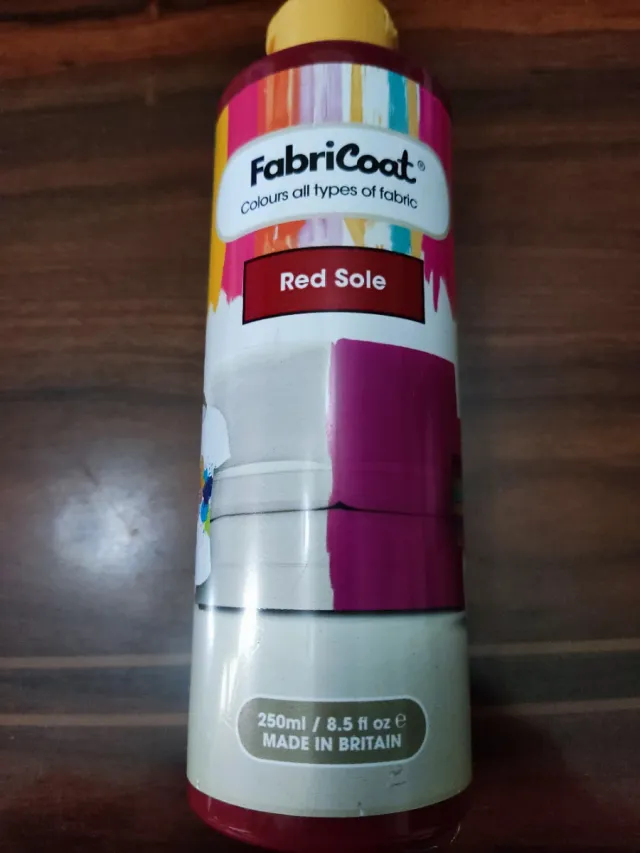 FabriCoat®
Colours all types of fabric
Red Sole
250ml / 8.5 fl oz ℮
MADE IN BRITAIN